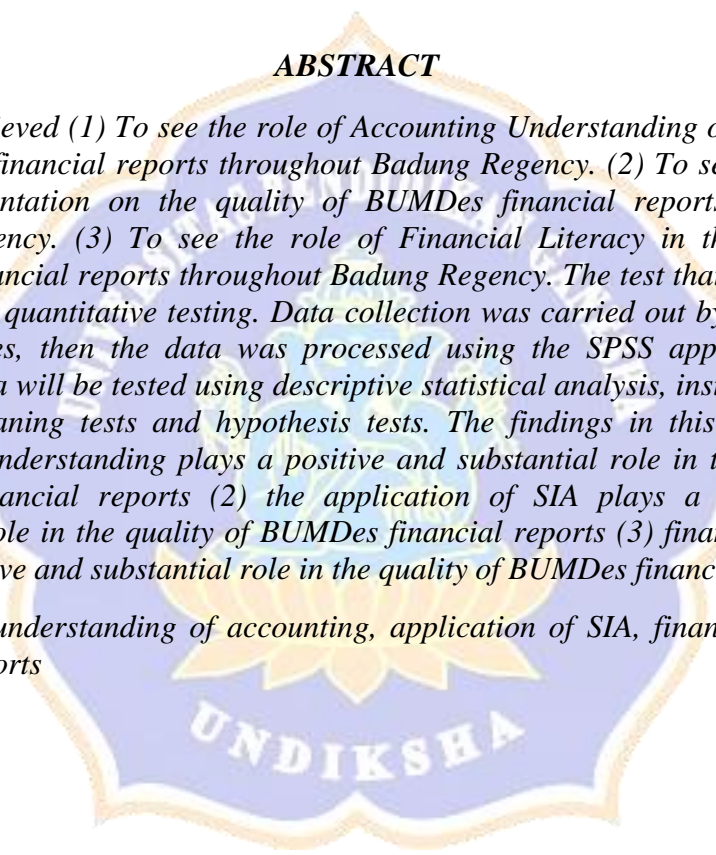 ABSTRACT
eved (1) To see the role of Accounting Understanding o
financial reports throughout Badung Regency. (2) To se
entation on the quality of BUMDes financial reports
ency. (3) To see the role of Financial Literacy in th
ancial reports throughout Badung Regency. The test tha
quantitative testing. Data collection was carried out by
es, then the data was processed using the SPSS app
a will be tested using descriptive statistical analysis, inst
aning tests and hypothesis tests. The findings in this
nderstanding plays a positive and substantial role in t
nancial reports (2) the application of SIA plays a
ole in the quality of BUMDes financial reports (3) finan
ive and substantial role in the quality of BUMDes financ
understanding of accounting, application of SIA, finan
orts
UNDIKSHA